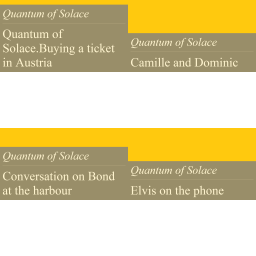 Quantum of Solace
Quantum of
Solace.Buying a ticket
in Austria
Quantum of Solace
Camille and Dominic
Quantum of Solace
Conversation on Bond
at the harbour
Quantum of Solace
Elvis on the phone